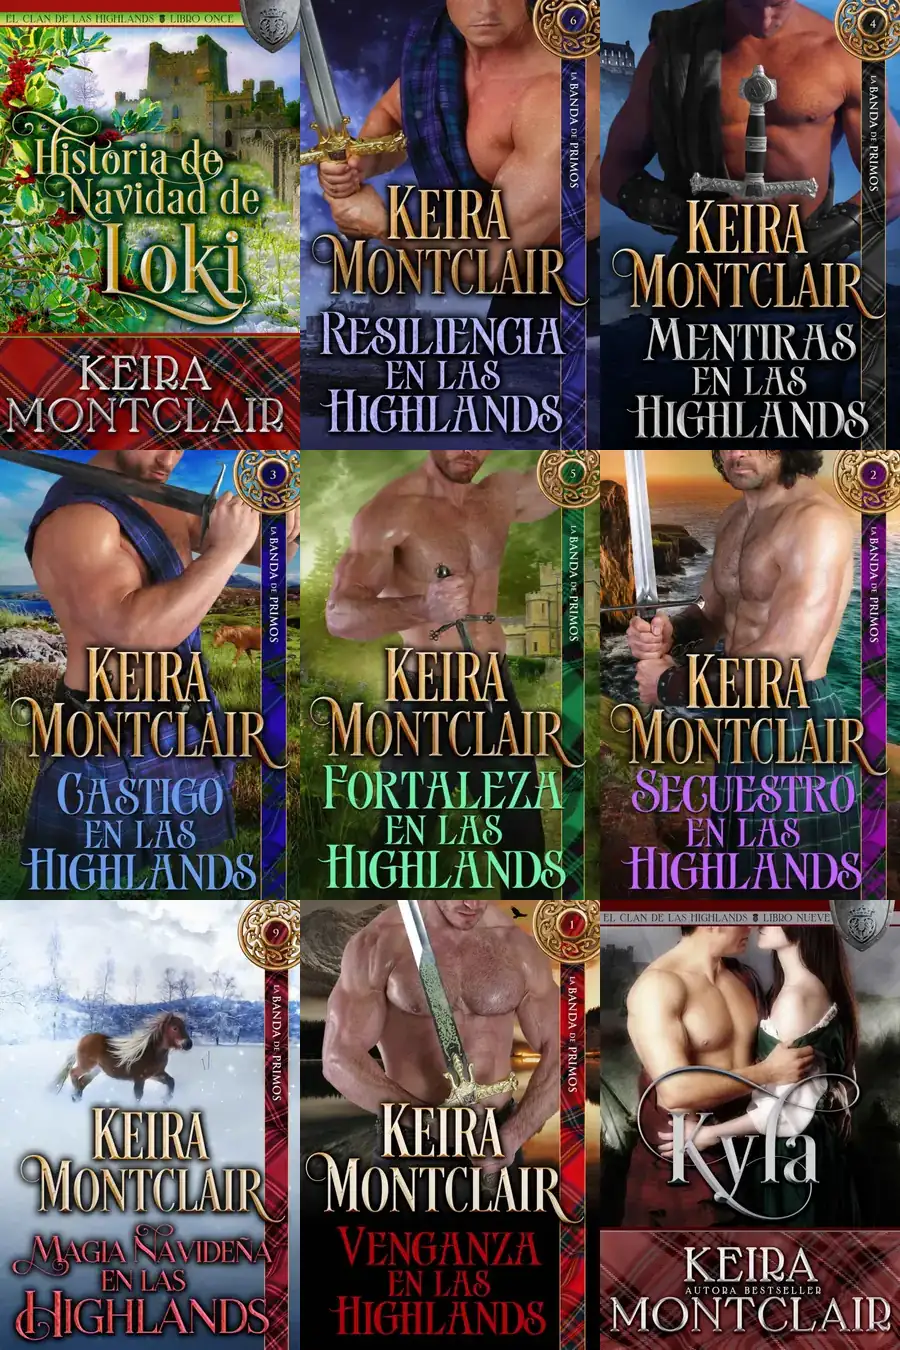 EL CLAN DE LAS HIGHLANDS LIBRO ONCE
Historia de
Navidad de
Loki
KEIRA
MONTCLAIR
6
LA BANDA DE PRIMOS
KEIRA
MONTCLAIR
RESILIENCIA
EN LAS
HIGHLANDS
4
LA BANDA DE PRIMOS
KEIRA
MONTCLAIR
MENTIRAS
EN LAS
HIGHLANDS
3
LA BANDA DE PRIMOS
KEIRA
MONTCLAIR
CASTIGO
EN LAS
HIGHLANDS
5
LA BANDA DE PRIMOS
KEIRA
MONTCLAIR
FORTALEZA
EN LAS
HIGHLANDS
2
LA BANDA DE PRIMOS
KEIRA
MONTCLAIR
SECUESTRO
EN LAS
HIGHLANDS
9
LA BANDA DE PRIMOS
KEIRA
MONTCLAIR
MAGIA NAVIDEÑA
EN LAS
HIGHLANDS
1
LA BANDA DE PRIMOS
KEIRA
MONTCLAIR
VENGANZA
EN LAS
HIGHLANDS
EL CLAN DE LAS HIGHLANDS LIBRO NUEVE
Kyla
KEIRA
AUTORA BESTSELLER
MONTCLAIR